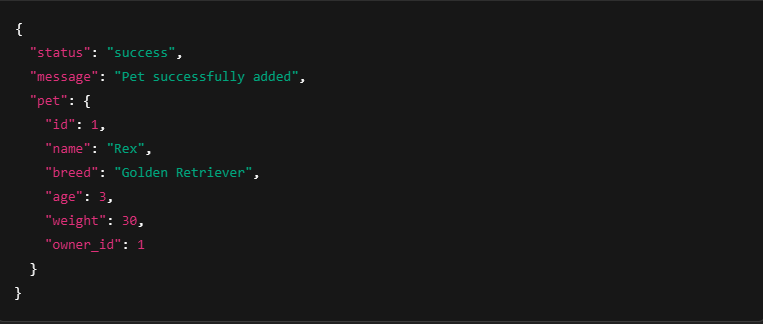 {
  "status": "success",
  "message": "Pet successfully added",
  "pet": {
    "id": 1,
    "name": "Rex",
    "breed": "Golden Retriever",
    "age": 3,
    "weight": 30,
    "owner_id": 1
  }
}